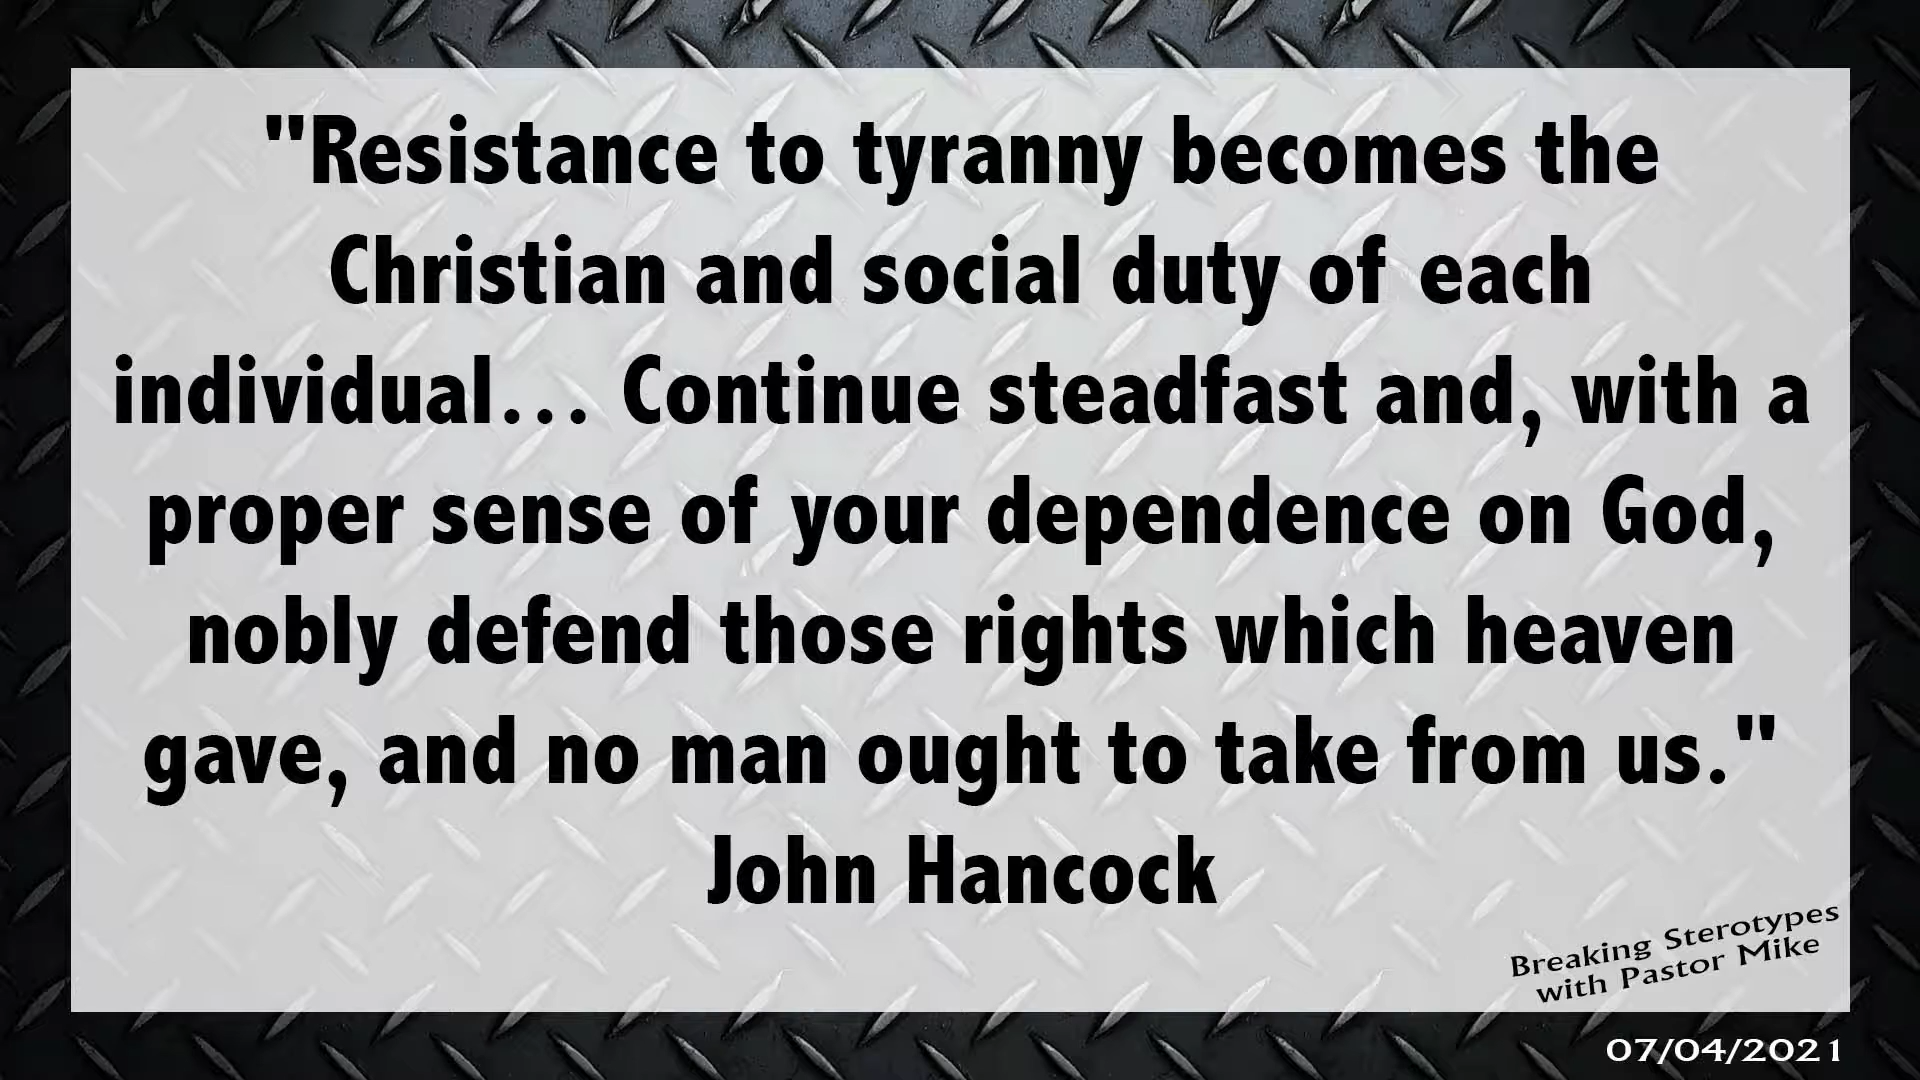 "Resistance to tyranny becomes the
Christian and social duty of each
individual... Continue steadfast and, with a
proper sense of your dependence on God,
nobly defend those rights which heaven
gave, and no man ought to take from us."
John Hancock
Breaking Sterotypes
with Pastor Mike
07/04/2021